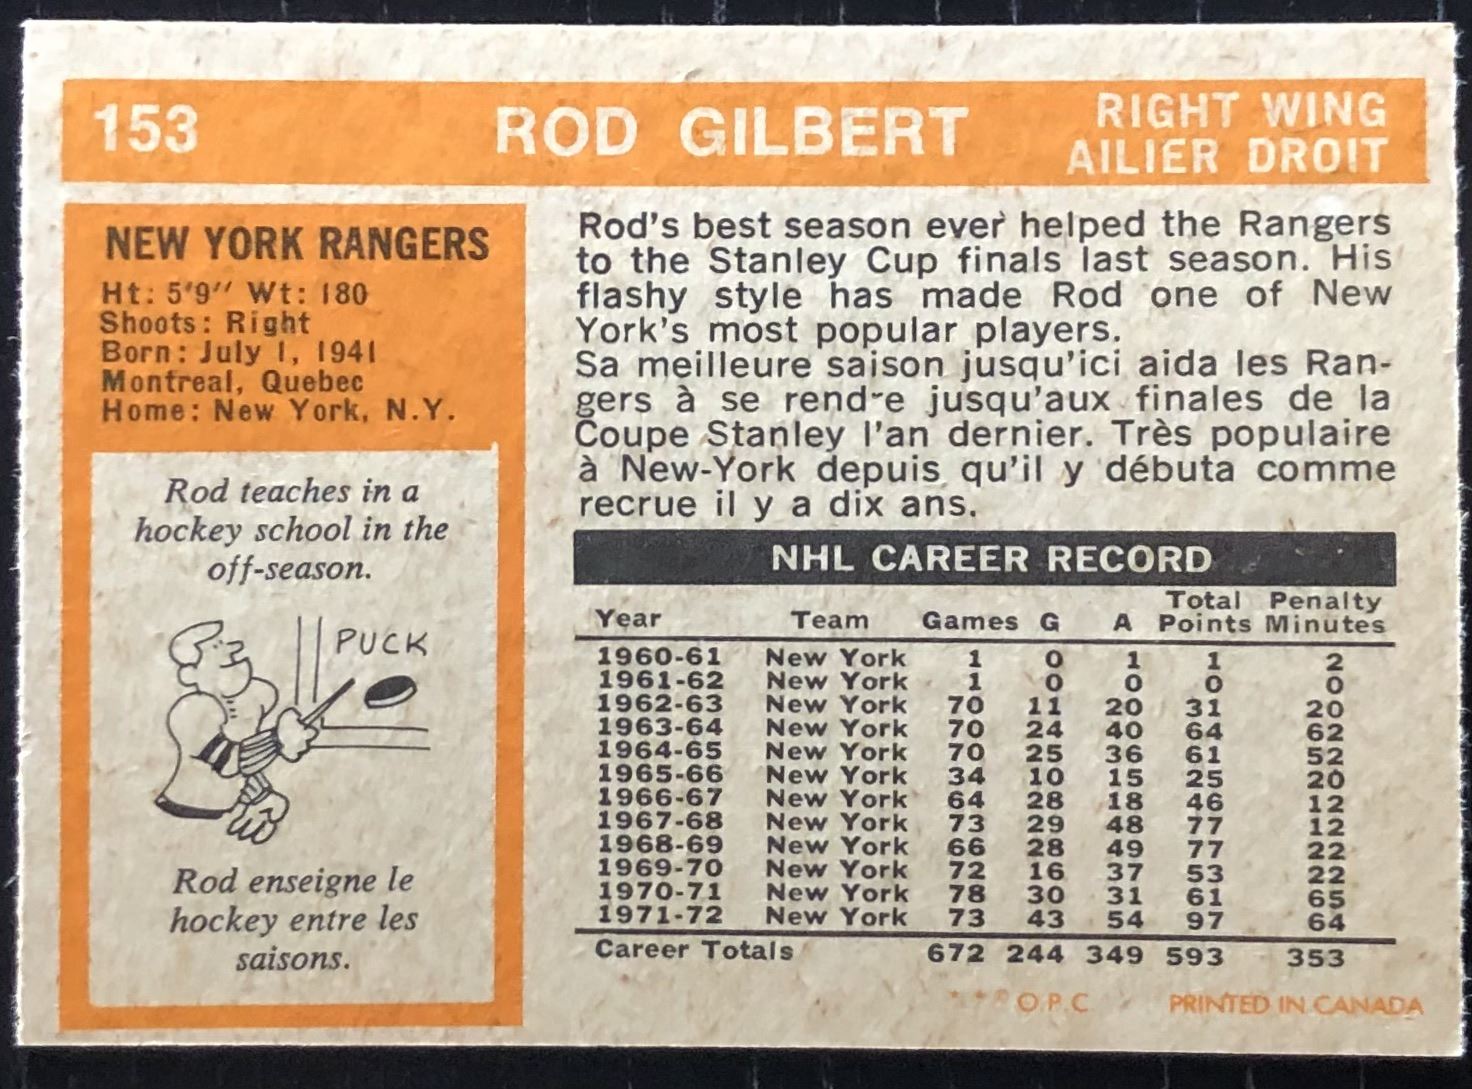 153 ROD GILBERT RIGHT WING
AILIER DROIT
NEW YORK RANGERS
Ht: 5'9" Wt: 180
Shoots: Right
Born: July 1, 1941
Montreal, Quebec
Home: New York, N.Y.
Rod teaches in a
hockey school in the
off-season.
PUCK
Rod enseigne le
hockey entre les
saisons.
Rod's best season ever helped the Rangers
to the Stanley Cup finals last season. His
flashy style has made Rod one of New
York's most popular players.
Sa meilleure saison jusqu'ici aida les Ran-
gers à se rend-e jusqu'aux finales de la
Coupe Stanley l'an dernier. Très populaire
à New-York depuis qu'il y débuta comme
recrue il y a dix ans.
NHL CAREER RECORD
Year Team Games G A Total Points Penalty Minutes
1960-61 New York 1 0 1 1 2
1961-62 New York 1 0 0 0 0
1962-63 New York 70 11 20 31 20
1963-64 New York 70 24 40 64 62
1964-65 New York 70 25 36 61 52
1965-66 New York 34 10 15 25 20
1966-67 New York 64 28 18 46 12
1967-68 New York 73 29 48 77 12
1968-69 New York 66 28 49 77 22
1969-70 New York 72 16 37 53 22
1970-71 New York 78 30 31 61 65
1971-72 New York 73 43 54 97 64
Career Totals 672 244 349 593 353
O.P.C PRINTED IN CANADA